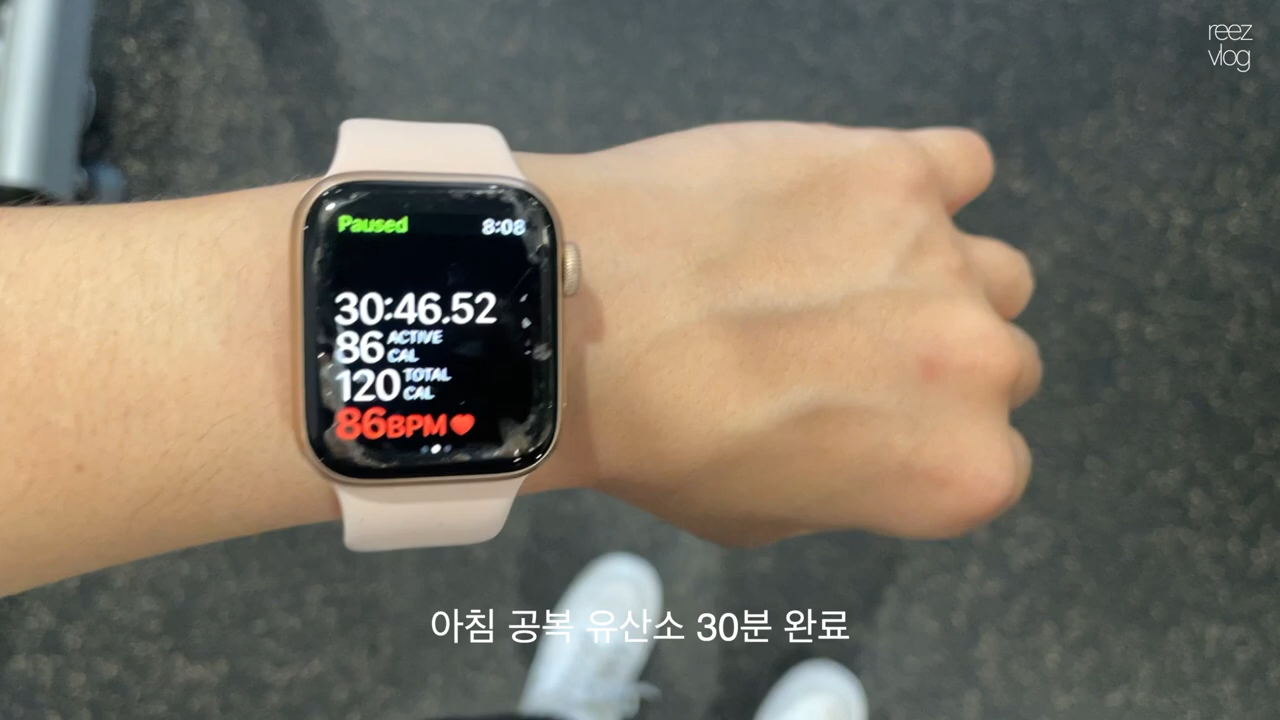 reez
vlog
Paused 8:08
30:46.52
86 ACTIVE CAL
120 TOTAL CAL
86BPM
아침 공복 유산소 30분 완료